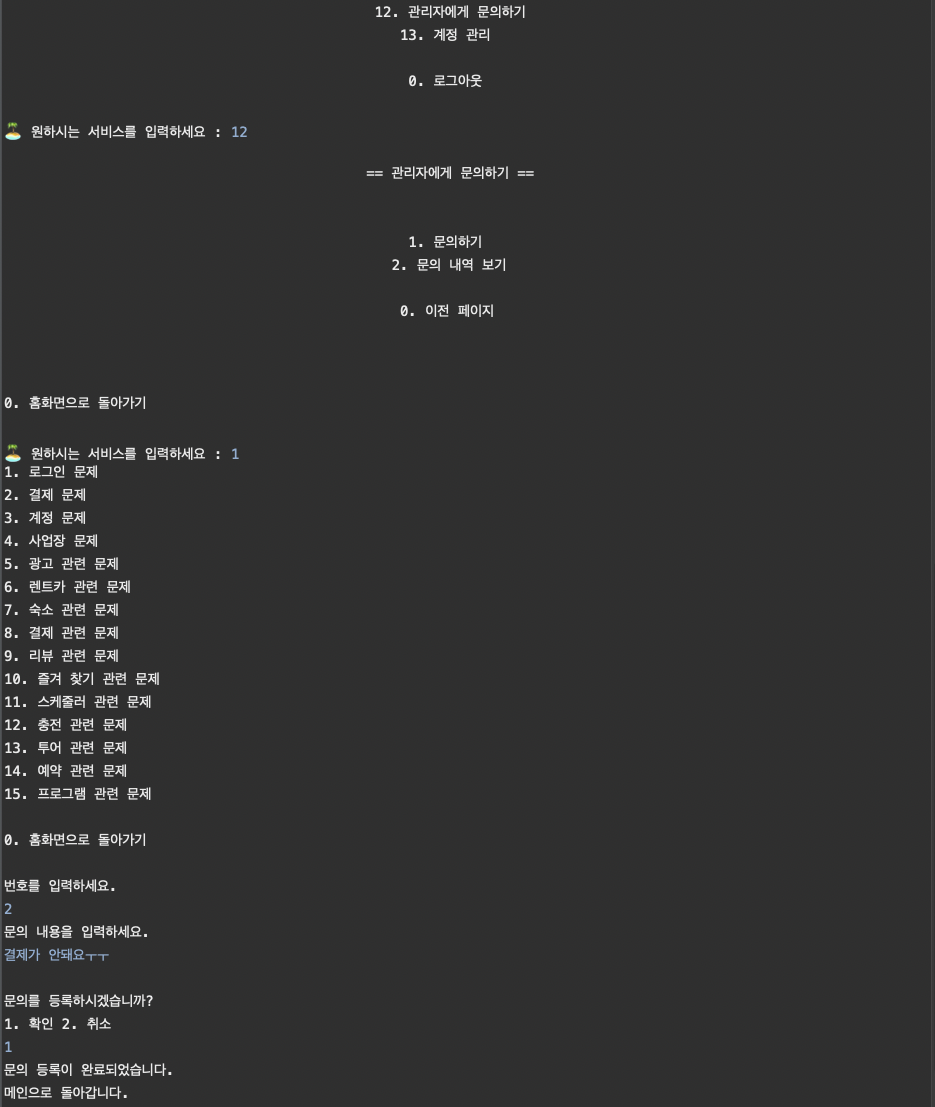 12. 관리자에게 문의하기
13. 계정 관리
0. 로그아웃
🏝 원하시는 서비스를 입력하세요 : 12
== 관리자에게 문의하기 ==
1. 문의하기
2. 문의 내역 보기
0. 이전 페이지
0. 홈화면으로 돌아가기
🏝 원하시는 서비스를 입력하세요 : 1
1. 로그인 문제
2. 결제 문제
3. 계정 문제
4. 사업장 문제
5. 광고 관련 문제
6. 렌트카 관련 문제
7. 숙소 관련 문제
8. 결제 관련 문제
9. 리뷰 관련 문제
10. 즐겨 찾기 관련 문제
11. 스케줄러 관련 문제
12. 충전 관련 문제
13. 투어 관련 문제
14. 예약 관련 문제
15. 프로그램 관련 문제
0. 홈화면으로 돌아가기
번호를 입력하세요.
2
문의 내용을 입력하세요.
결제가 안돼요ㅜㅜ
문의를 등록하시겠습니까?
1. 확인 2. 취소
1
문의 등록이 완료되었습니다.
메인으로 돌아갑니다.